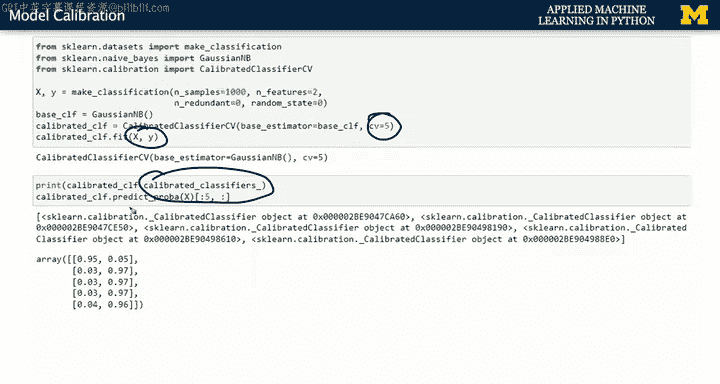 Model Calibration
APPLIED MACHINE
LEARNING IN PYTHON
from sklearn.datasets import make_classification
from sklearn.naive_bayes import GaussianNB
from sklearn.calibration import CalibratedClassifierCV
X, y = make_classification(n_samples=1000, n_features=2,
n_redundant=0, random_state=0)
base_clf = GaussianNB()
calibrated_clf = CalibratedClassifierCV(base_estimator=base_clf, cv=5)
calibrated_clf.fit(X, y)
CalibratedClassifierCV(base_estimator=GaussianNB(), cv=5)
print(calibrated_clf.calibrated_classifiers_)
calibrated_clf.predict_proba(X)[:5, :]
[<sklearn.calibration._CalibratedClassifier object at 0x000002BE9047CA60>, <sklearn.calibration._CalibratedClassifier object at
0x000002BE9047CE50>, <sklearn.calibration._CalibratedClassifier object at 0x000002BE90498190>, <sklearn.calibration._Calibrated
Classifier object at 0x000002BE90498610>, <sklearn.calibration._CalibratedClassifier object at 0x000002BE904988E0>]
array([[0.95, 0.05],
[0.03, 0.97],
[0.03, 0.97],
[0.03, 0.97],
[0.04, 0.96]])